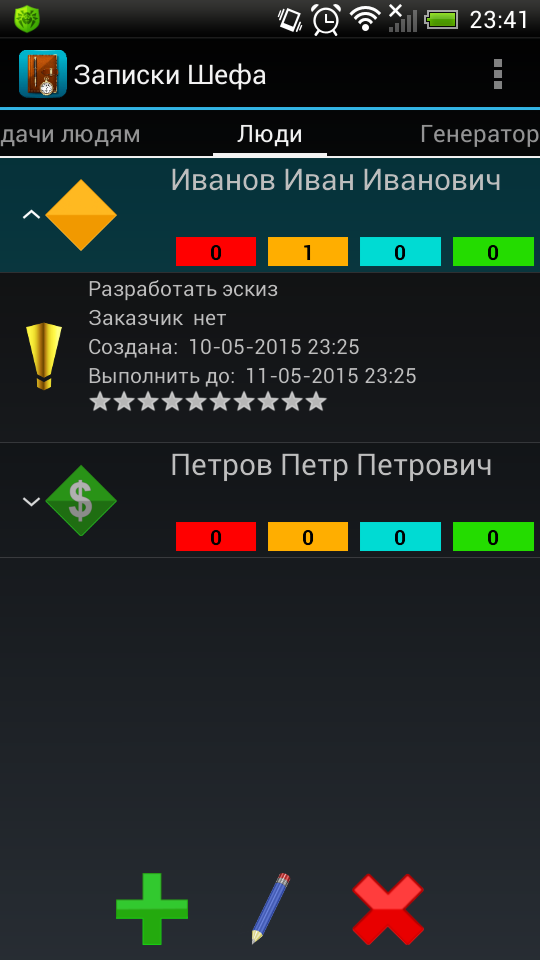 23:41
Записки Шефа
дачи людям Люди Генератор
Иванов Иван Иванович
0 1 0 0
Разработать эскиз
Заказчик нет
Создана: 10-05-2015 23:25
Выполнить до: 11-05-2015 23:25
Петров Петр Петрович
$
0 0 0 0